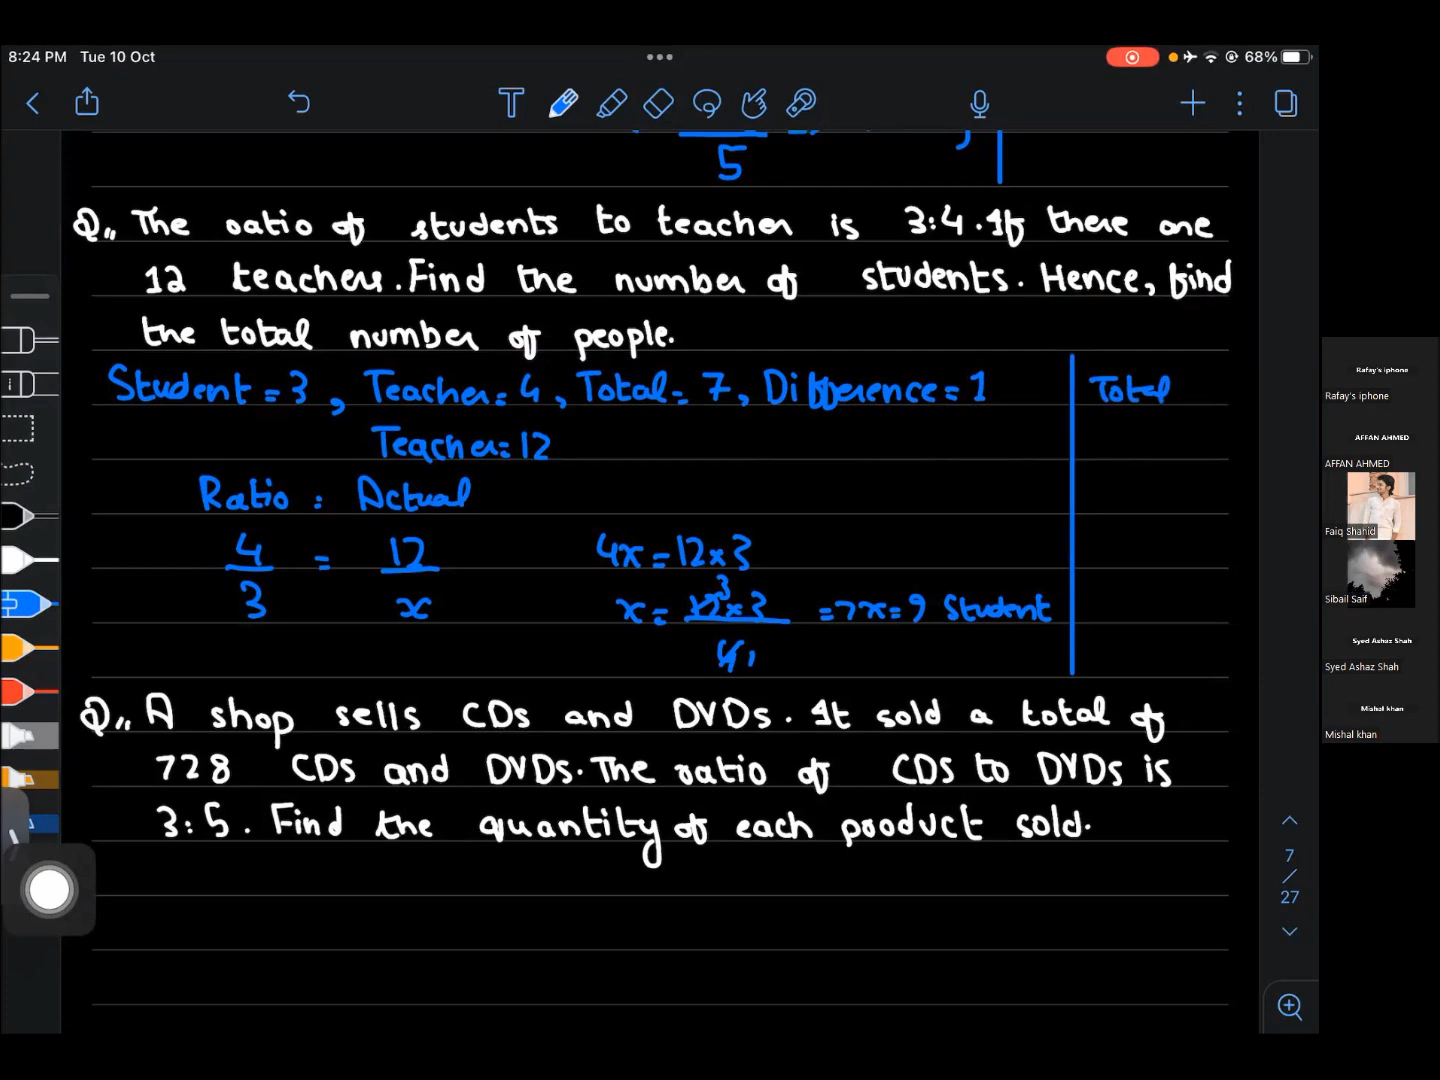 8:24 PM Tue 10 Oct
68%
5
Q,, The ratio of students to teacher is 3:4. If there are
12 teachers. Find the number of students. Hence, find
the total number of people.
Student = 3, Teacher = 4, Total = 7, Difference = 1
Total
Teacher = 12
Ratio : Actual
4/3 = 12/x
4x = 12 x 3
x = 12 x 3 / 4 = 7x = 9 Student
3
1
Q,, A shop sells CDs and DVDs. It sold a total of
728 CDs and DVDs. The ratio of CDs to DVDs is
3:5. Find the quantity of each product sold.
7
/
27
Rafay's iphone
Rafay's iphone
AFFAN AHMED
AFFAN AHMED
Faiq Shahid
Sibail Saif
Syed Ashaz Shah
Syed Ashaz Shah
Mishal khan
Mishal khan